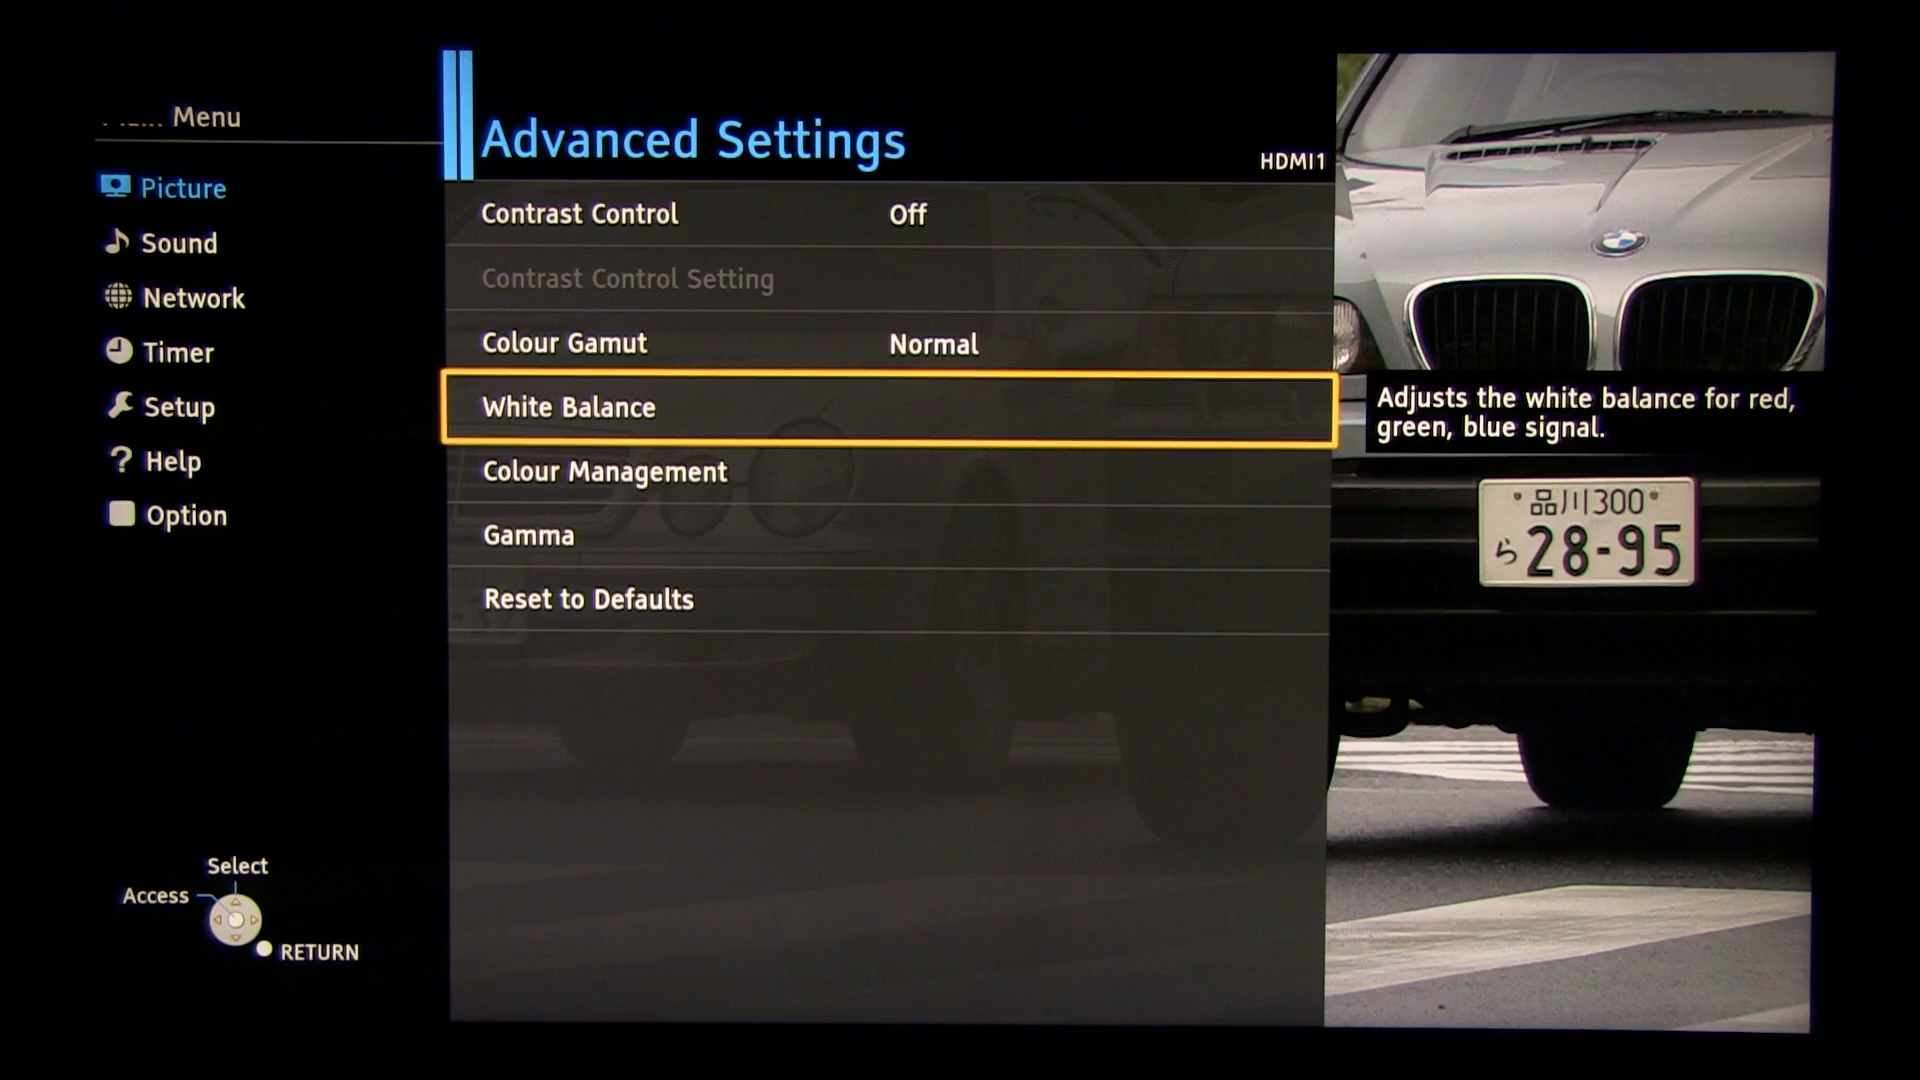 Menu
Picture
Sound
Network
Timer
Setup
Help
Option
Select
Access
RETURN
Advanced Settings
HDMI1
Contrast Control Off
Contrast Control Setting
Colour Gamut Normal
White Balance
Colour Management
Gamma
Reset to Defaults
Adjusts the white balance for red,
green, blue signal.
品川300
ら 28-95